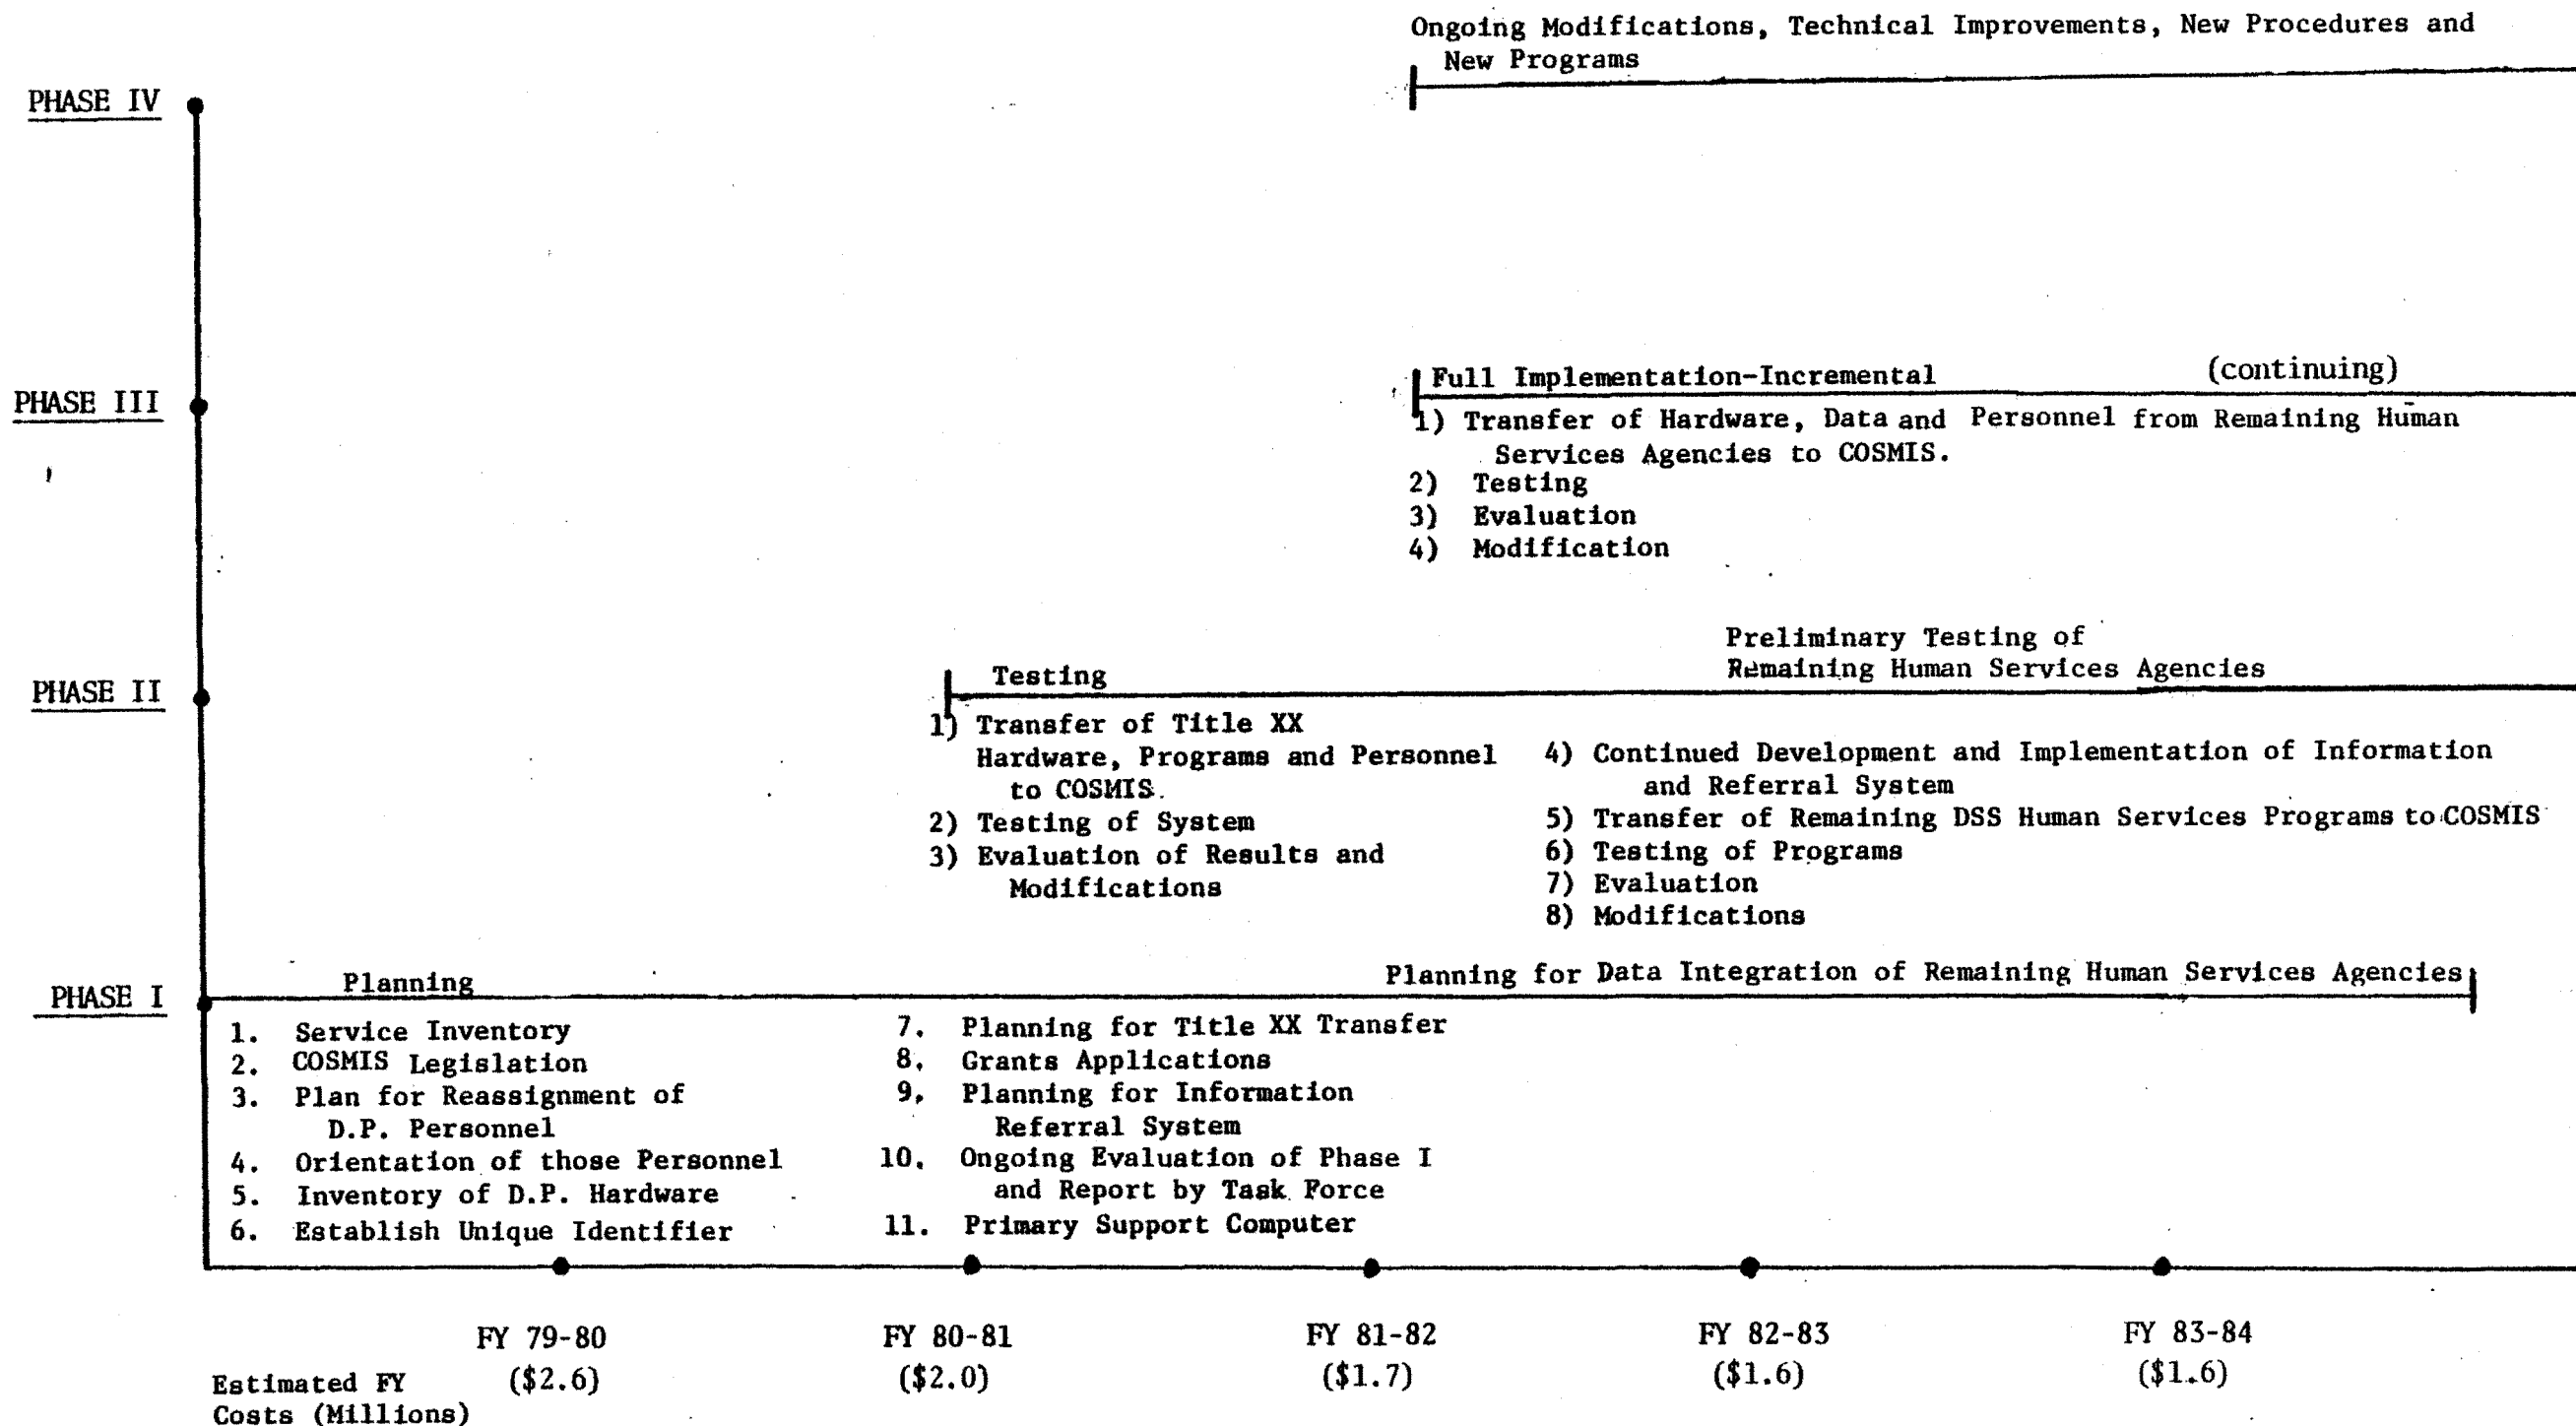 Ongoing Modifications, Technical Improvements, New Procedures and
New Programs
PHASE IV
Full Implementation-Incremental (continuing)
PHASE III
1) Transfer of Hardware, Data and Personnel from Remaining Human
Services Agencies to COSMIS.
2) Testing
3) Evaluation
4) Modification
Preliminary Testing of
Remaining Human Services Agencies
Testing
PHASE II
1) Transfer of Title XX
Hardware, Programs and Personnel
to COSMIS.
2) Testing of System
3) Evaluation of Results and
Modifications
4) Continued Development and Implementation of Information
and Referral System
5) Transfer of Remaining DSS Human Services Programs to COSMIS
6) Testing of Programs
7) Evaluation
8) Modifications
Planning
Planning for Data Integration of Remaining Human Services Agencies
PHASE I
1. Service Inventory
2. COSMIS Legislation
3. Plan for Reassignment of
D.P. Personnel
4. Orientation of those Personnel
5. Inventory of D.P. Hardware
6. Establish Unique Identifier
7. Planning for Title XX Transfer
8. Grants Applications
9. Planning for Information
Referral System
10. Ongoing Evaluation of Phase I
and Report by Task Force
11. Primary Support Computer
FY 79-80 FY 80-81 FY 81-82 FY 82-83 FY 83-84
Estimated FY ($2.6) ($2.0) ($1.7) ($1.6) ($1.6)
Costs (Millions)